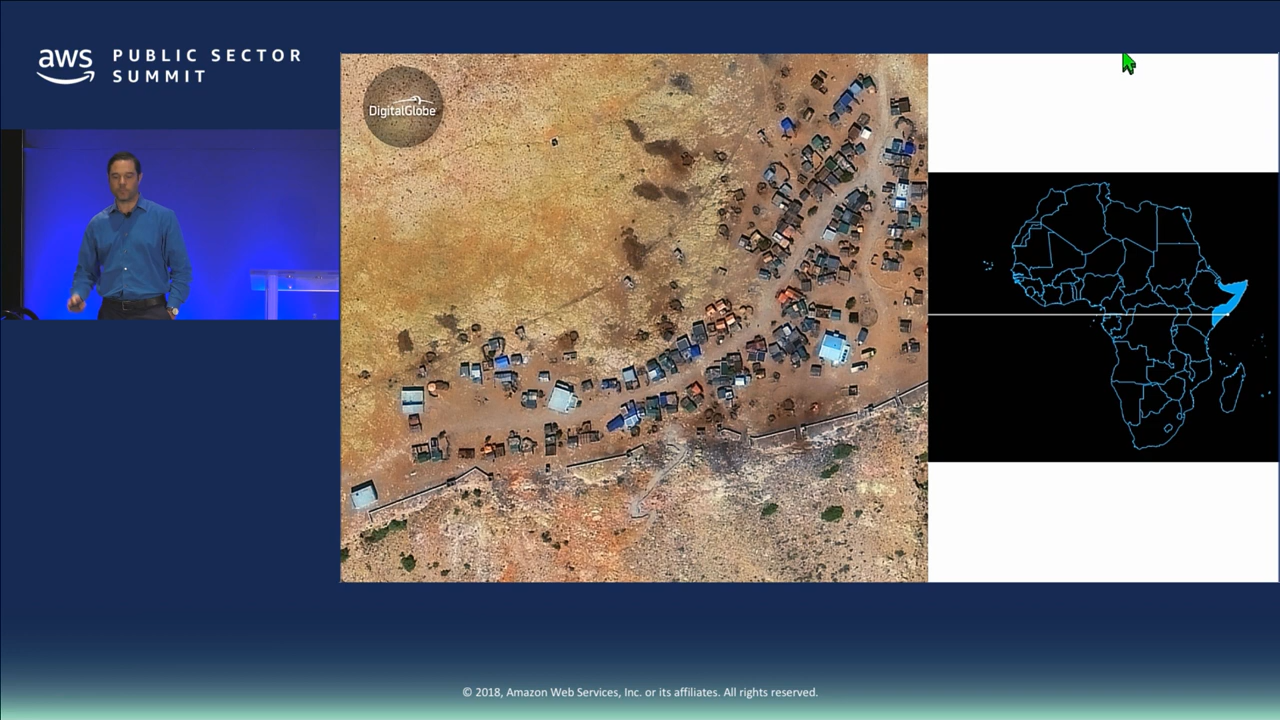 aws
PUBLIC SECTOR
SUMMIT
DigitalGlobe
© 2018, Amazon Web Services, Inc. or its affiliates. All rights reserved.